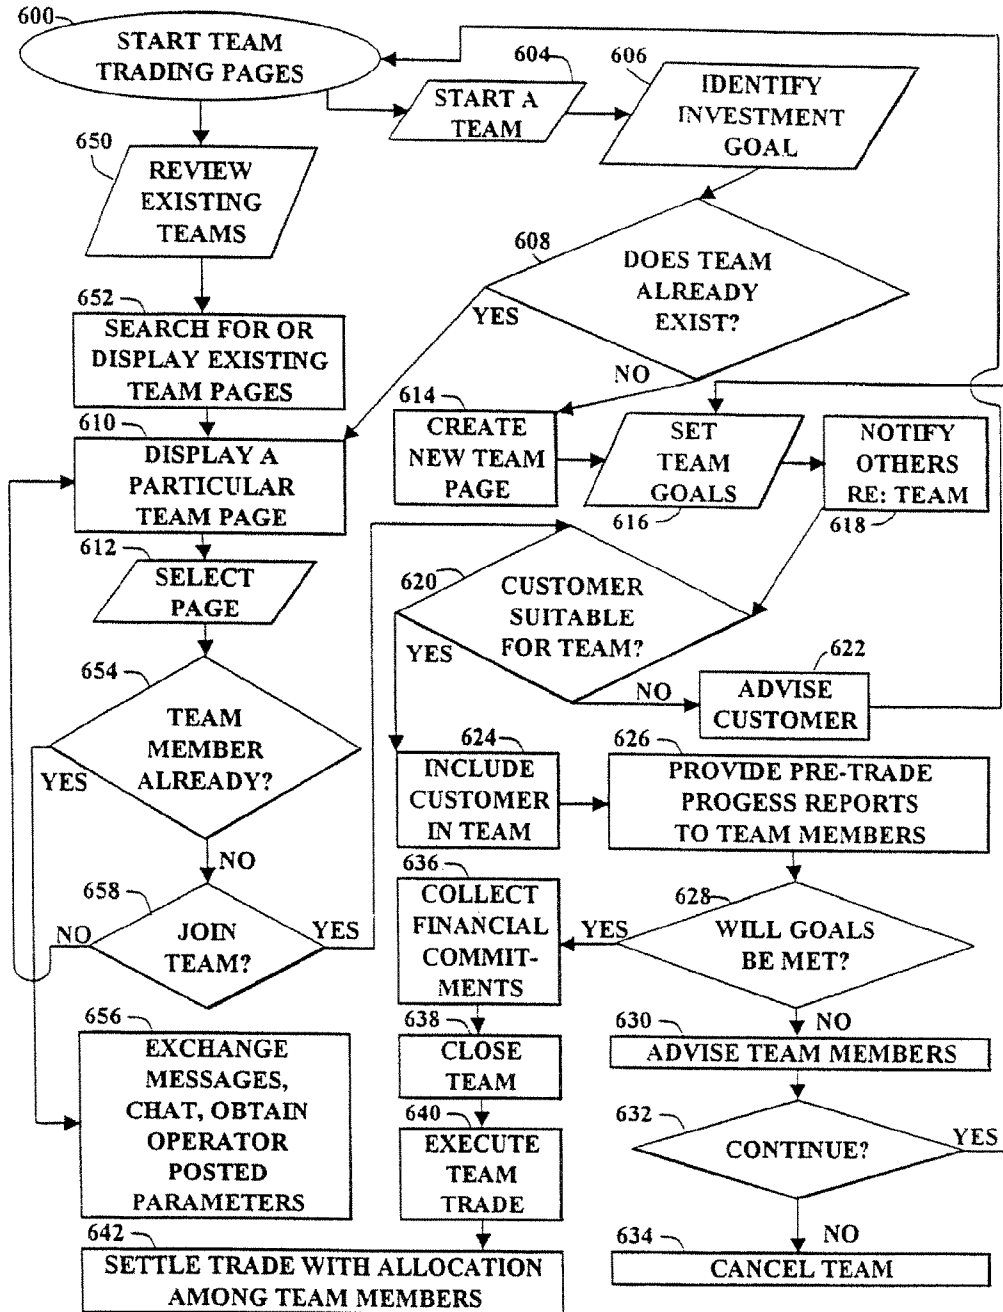 600
START TEAM
TRADING PAGES
604
START A
TEAM
606
IDENTIFY
INVESTMENT
GOAL
650
REVIEW
EXISTING
TEAMS
608
DOES TEAM
ALREADY
EXIST?
YES
NO
652
SEARCH FOR OR
DISPLAY EXISTING
TEAM PAGES
614
CREATE
NEW TEAM
PAGE
SET
TEAM
GOALS
616
NOTIFY
OTHERS
RE: TEAM
618
610
DISPLAY A
PARTICULAR
TEAM PAGE
612
SELECT
PAGE
620
CUSTOMER
SUITABLE
FOR TEAM?
YES
NO
622
ADVISE
CUSTOMER
654
TEAM
MEMBER
ALREADY?
YES
NO
624
INCLUDE
CUSTOMER
IN TEAM
626
PROVIDE PRE-TRADE
PROGESS REPORTS
TO TEAM MEMBERS
658
JOIN
TEAM?
NO
YES
636
COLLECT
FINANCIAL
COMMIT-
MENTS
628
WILL GOALS
BE MET?
YES
NO
656
EXCHANGE
MESSAGES,
CHAT, OBTAIN
OPERATOR
POSTED
PARAMETERS
638
CLOSE
TEAM
630
ADVISE TEAM MEMBERS
640
EXECUTE
TEAM
TRADE
632
CONTINUE?
YES
NO
642
SETTLE TRADE WITH ALLOCATION
AMONG TEAM MEMBERS
634
CANCEL TEAM